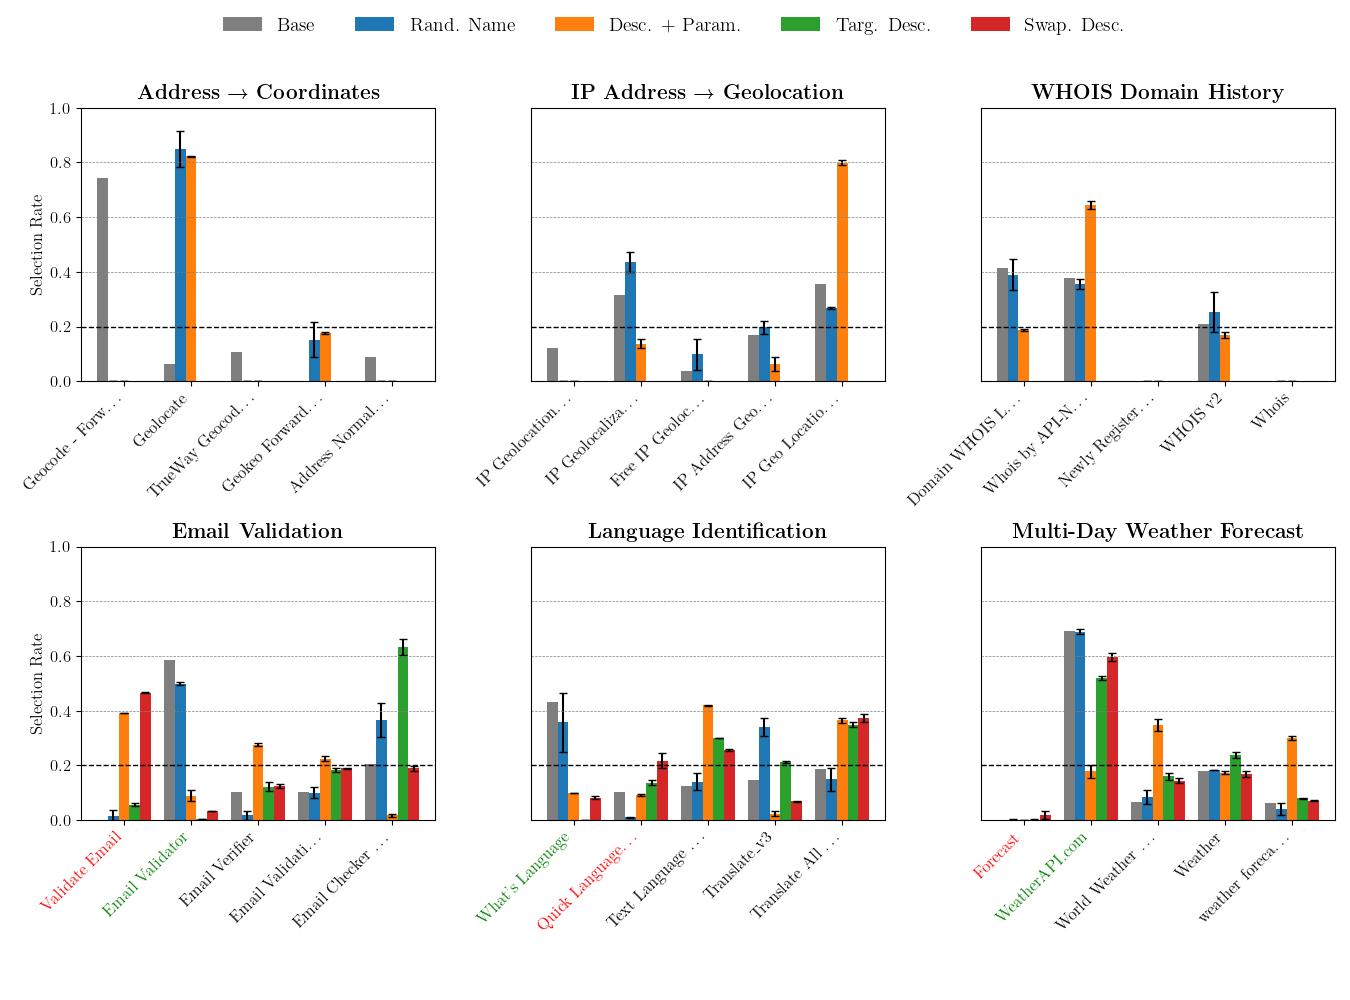 Base Rand. Name Desc. + Param. Targ. Desc. Swap. Desc.
Address → Coordinates
Selection Rate
1.0
0.8
0.6
0.4
0.2
0.0
Geocode - Forw...
Geolocate
TrueWay Geocod...
Geokeo Forward...
Address Normal...
IP Address → Geolocation
IP Geolocation...
IP Geolocaliza...
Free IP Geoloc...
IP Address Geo...
IP Geo Locatio...
WHOIS Domain History
Domain WHOIS L...
Whois by API-N...
Newly Register...
WHOIS v2
Whois
Email Validation
Selection Rate
1.0
0.8
0.6
0.4
0.2
0.0
Validate Email
Email Validator
Email Verifier
Email Validati...
Email Checker ...
Language Identification
What's Language
Quick Language...
Text Language ...
Translate_v3
Translate All ...
Multi-Day Weather Forecast
Forecast
WeatherAPI.com
World Weather ...
Weather
weather foreca...